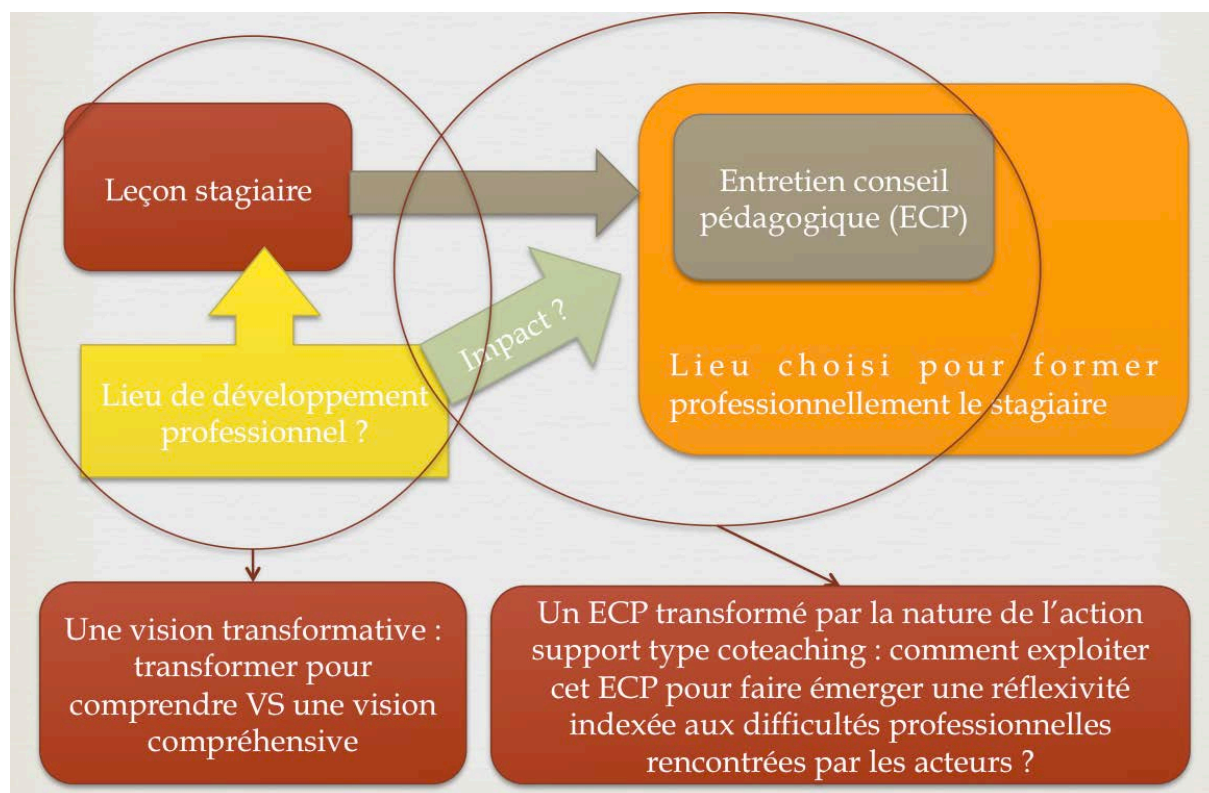 Leçon stagiaire
Entretien conseil
pédagogique (ECP)
Impact ?
Lieu de développement
professionnel ?
Lieu choisi pour former
professionnellement le stagiaire
Une vision transformative :
transformer pour
comprendre VS une vision
compréhensive
Un ECP transformé par la nature de l’action
support type coteaching : comment exploiter
cet ECP pour faire émerger une réflexivité
indexée aux difficultés professionnelles
rencontrées par les acteurs ?